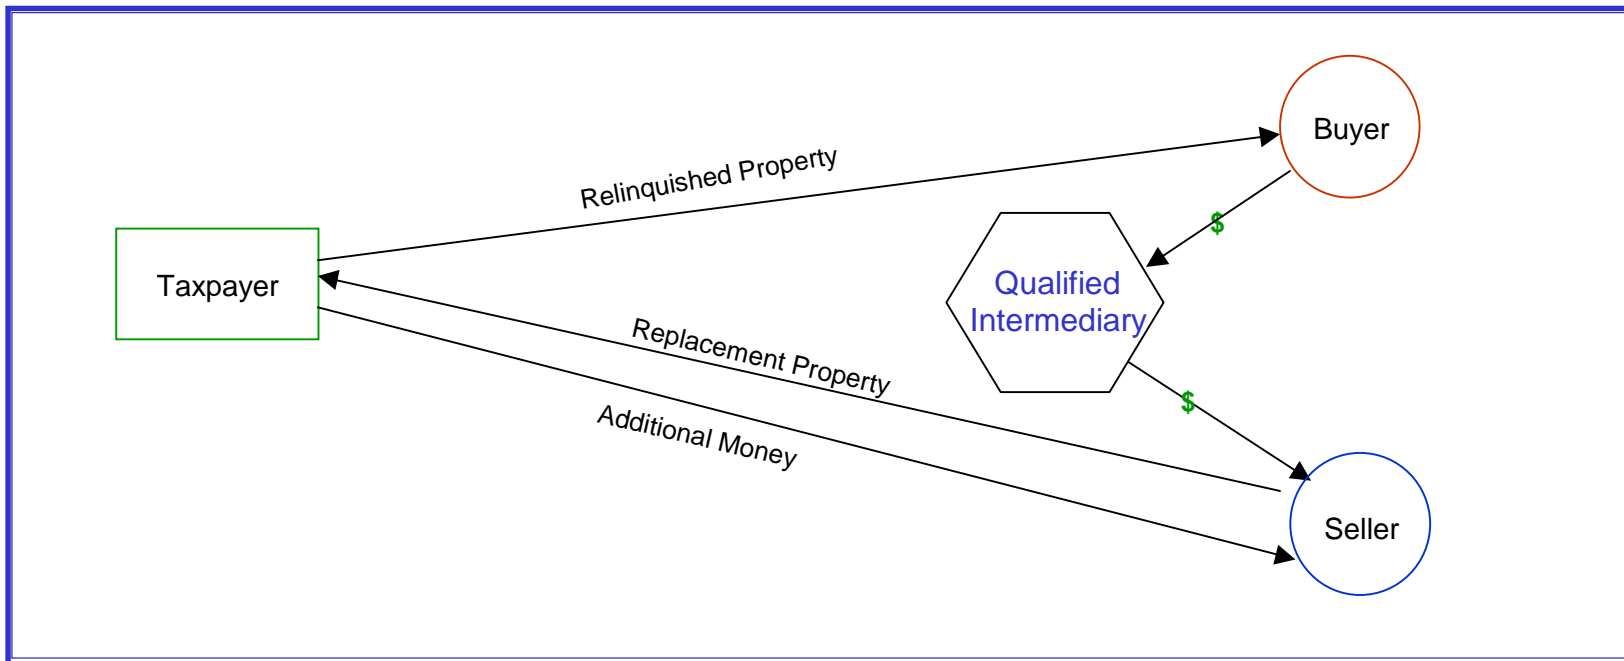 Buyer
Relinquished Property
$
Taxpayer
Qualified
Intermediary
Replacement Property
$
Additional Money
Seller